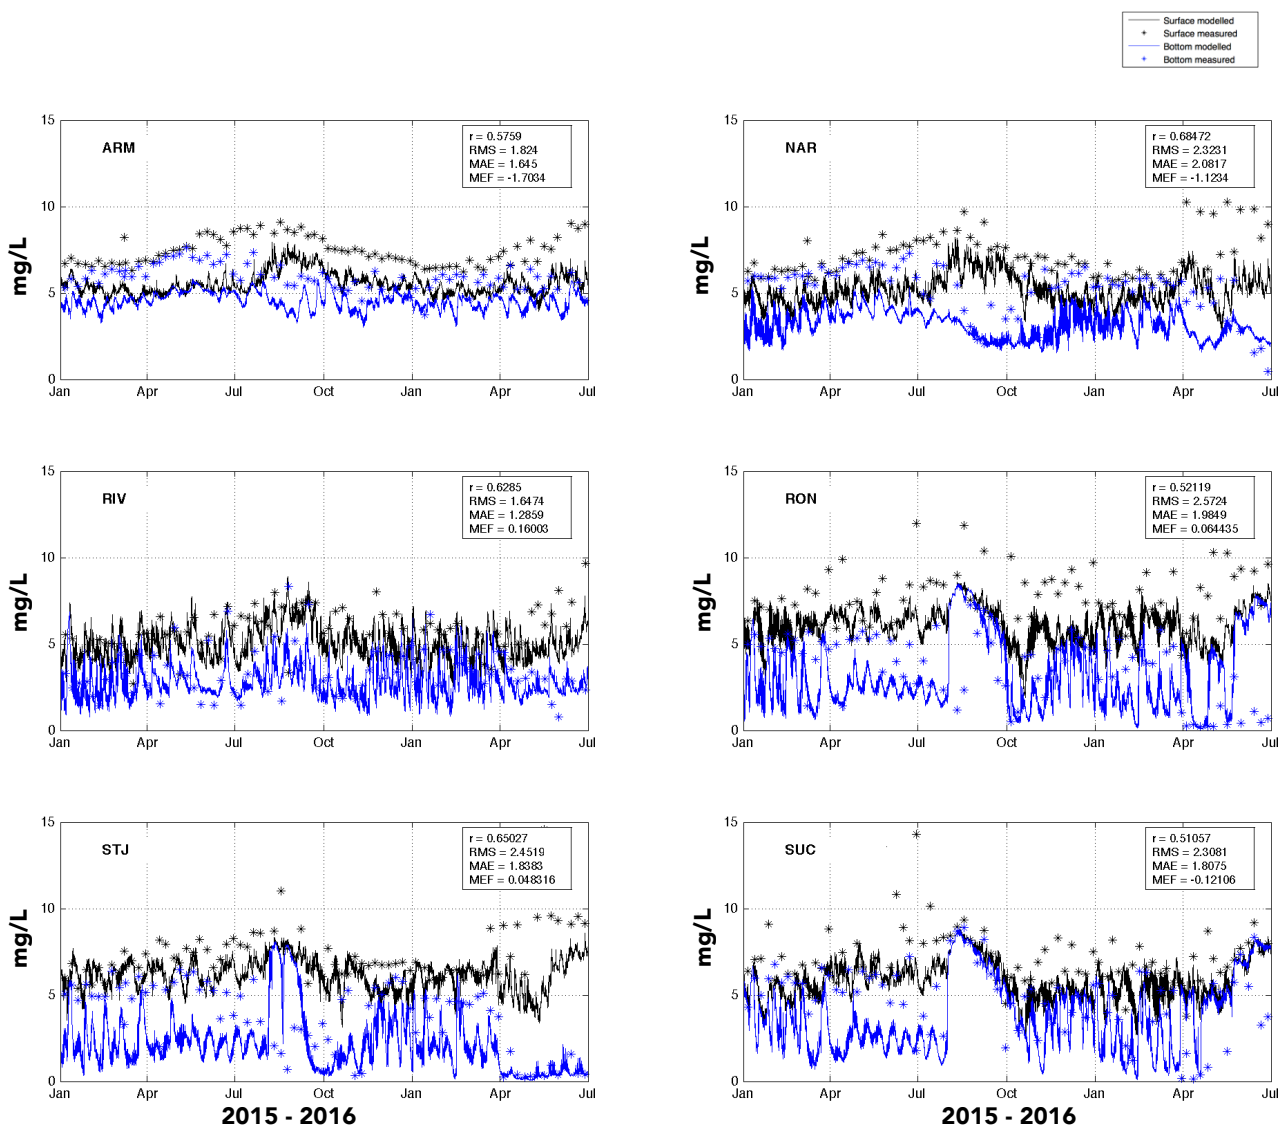 Surface modelled
Surface measured
Bottom modelled
Bottom measured
15
10
5
0
mg/L
ARM
r = 0.5759
RMS = 1.824
MAE = 1.645
MEF = -1.7034
Jan Apr Jul Oct Jan Apr Jul
15
10
5
0
mg/L
NAR
r = 0.68472
RMS = 2.3231
MAE = 2.0817
MEF = -1.1234
Jan Apr Jul Oct Jan Apr Jul
15
10
5
0
mg/L
RIV
r = 0.6285
RMS = 1.6474
MAE = 1.2859
MEF = 0.16003
Jan Apr Jul Oct Jan Apr Jul
15
10
5
0
mg/L
RON
r = 0.52119
RMS = 2.5724
MAE = 1.9849
MEF = 0.064435
Jan Apr Jul Oct Jan Apr Jul
15
10
5
0
mg/L
STJ
r = 0.65027
RMS = 2.4519
MAE = 1.8383
MEF = 0.048316
Jan Apr Jul Oct Jan Apr Jul
2015 - 2016
15
10
5
0
mg/L
SUC
r = 0.51057
RMS = 2.3081
MAE = 1.8075
MEF = -0.12106
Jan Apr Jul Oct Jan Apr Jul
2015 - 2016